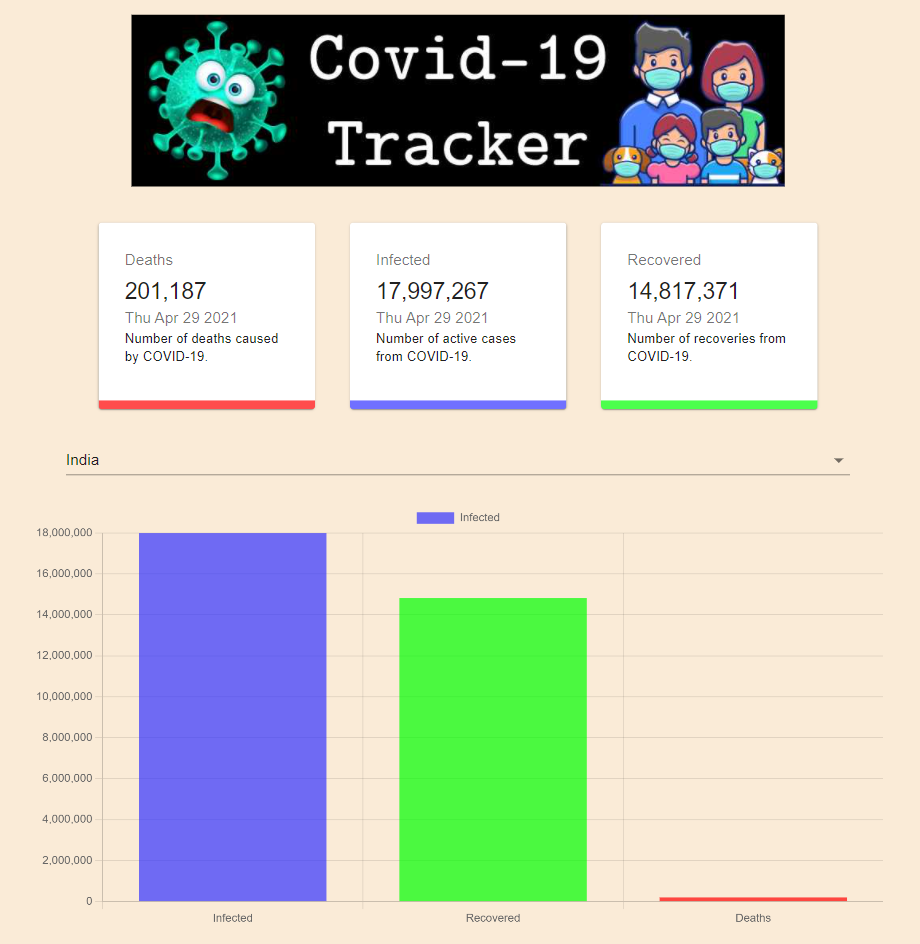 Covid-19
Tracker
Deaths
201,187
Thu Apr 29 2021
Number of deaths caused
by COVID-19.
Infected
17,997,267
Thu Apr 29 2021
Number of active cases
from COVID-19.
Recovered
14,817,371
Thu Apr 29 2021
Number of recoveries from
COVID-19.
India
Infected
18,000,000
16,000,000
14,000,000
12,000,000
10,000,000
8,000,000
6,000,000
4,000,000
2,000,000
0
Infected
Recovered
Deaths